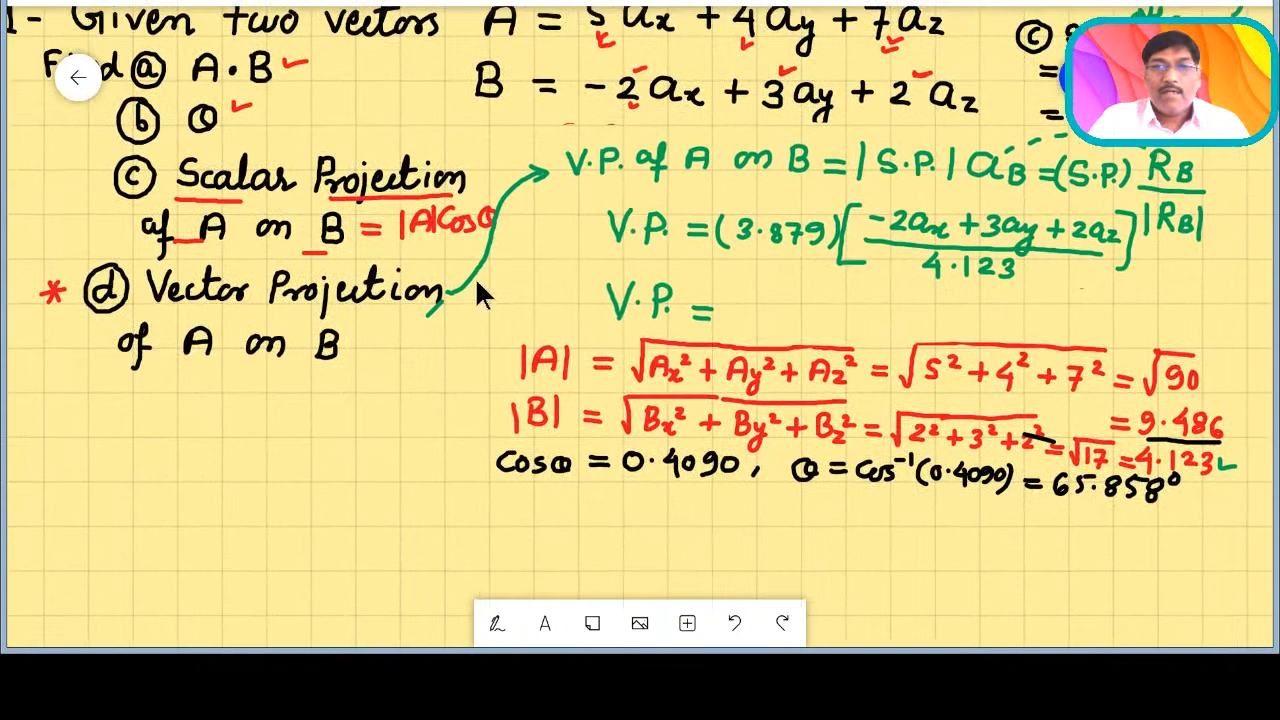 1- Given two vectors A = 5ax + 4ay + 7az
Find ⓐ A·B
B = -2ax + 3ay + 2az
ⓑ θ
ⓒ Scalar Projection
of A on B = |A|Cosθ
* ⓓ Vector Projection
of A on B
ⓒ
=
=
V.P. of A on B = |S.P.| aB = (S.P.) RB / |RB|
V.P. = (3.879) [(-2ax + 3ay + 2az) / 4.123]
V.P. =
|A| = √(Ax² + Ay² + Az²) = √(5² + 4² + 7²) = √90
= 9.486
|B| = √(Bx² + By² + Bz²) = √(2² + 3² + 2²) = √17 = 4.123
cosθ = 0.4090, θ = cos⁻¹(0.4090) = 65.858°
A